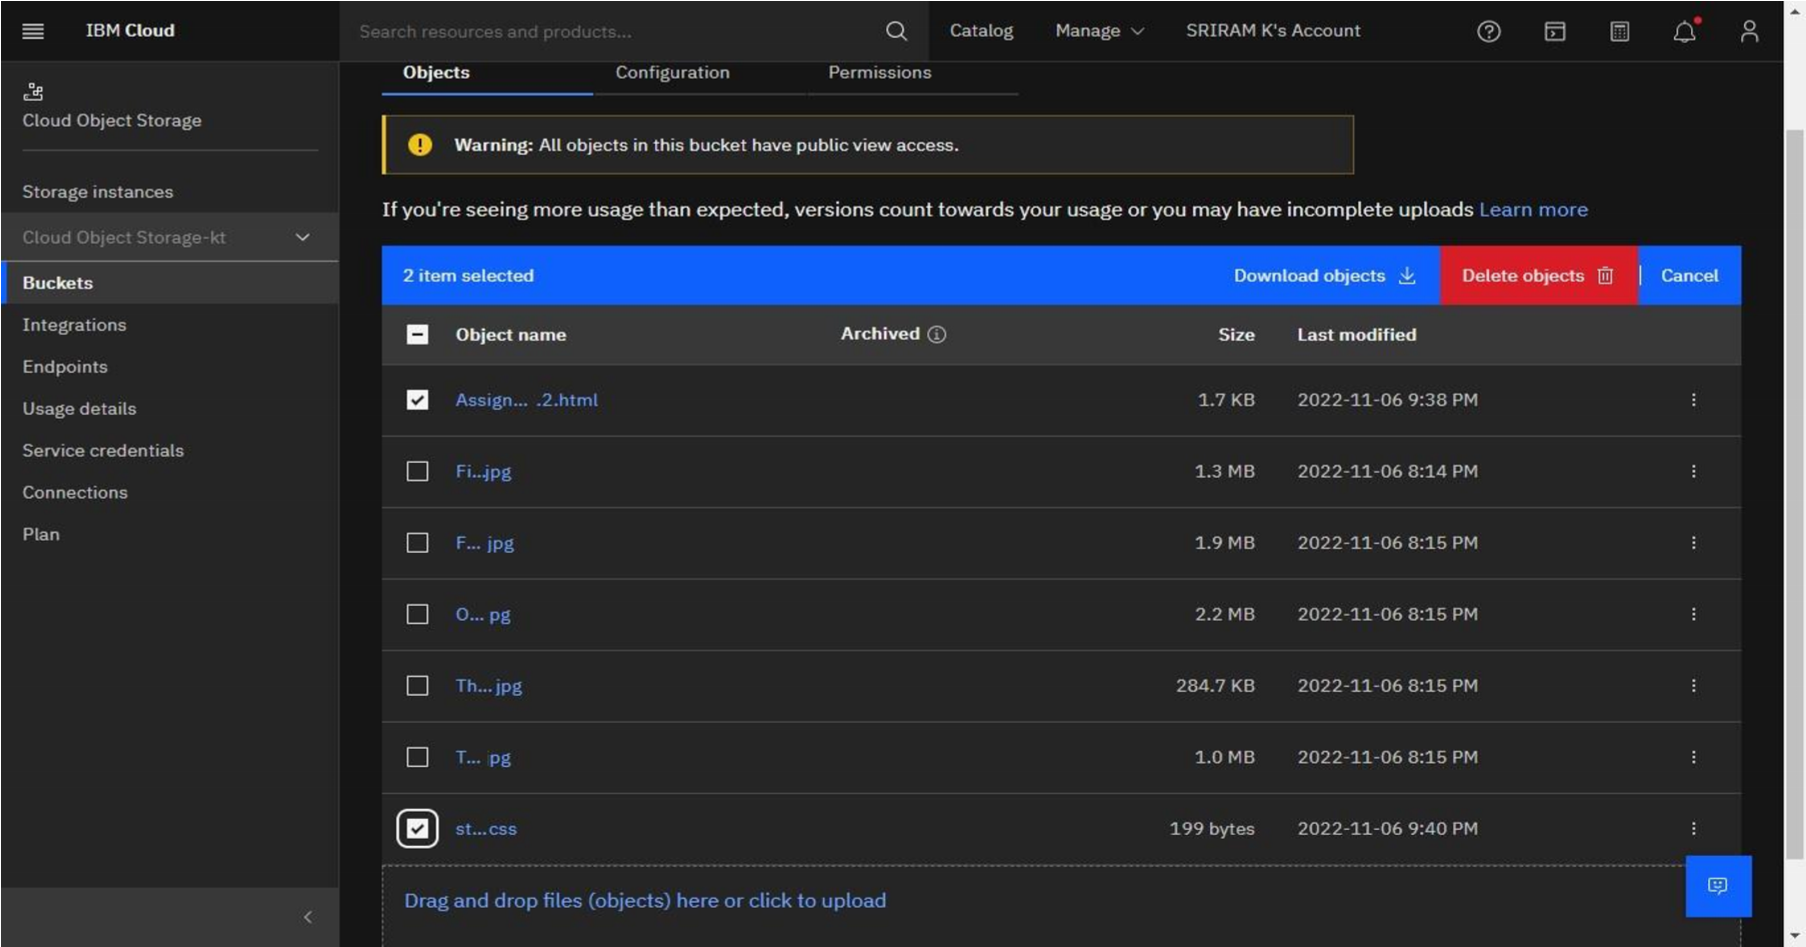 IBM Cloud
Search resources and products...
Catalog
Manage
SRIRAM K's Account
Cloud Object Storage
Storage instances
Cloud Object Storage-kt
Buckets
Integrations
Endpoints
Usage details
Service credentials
Connections
Plan
Objects
Configuration
Permissions
Warning: All objects in this bucket have public view access.
If you're seeing more usage than expected, versions count towards your usage or you may have incomplete uploads Learn more
2 item selected
Download objects
Delete objects
Cancel
Object name Archived Size Last modified
Assign... .2.html 1.7 KB 2022-11-06 9:38 PM
Fi...jpg 1.3 MB 2022-11-06 8:14 PM
F... jpg 1.9 MB 2022-11-06 8:15 PM
O... pg 2.2 MB 2022-11-06 8:15 PM
Th... jpg 284.7 KB 2022-11-06 8:15 PM
T... pg 1.0 MB 2022-11-06 8:15 PM
st...css 199 bytes 2022-11-06 9:40 PM
Drag and drop files (objects) here or click to upload